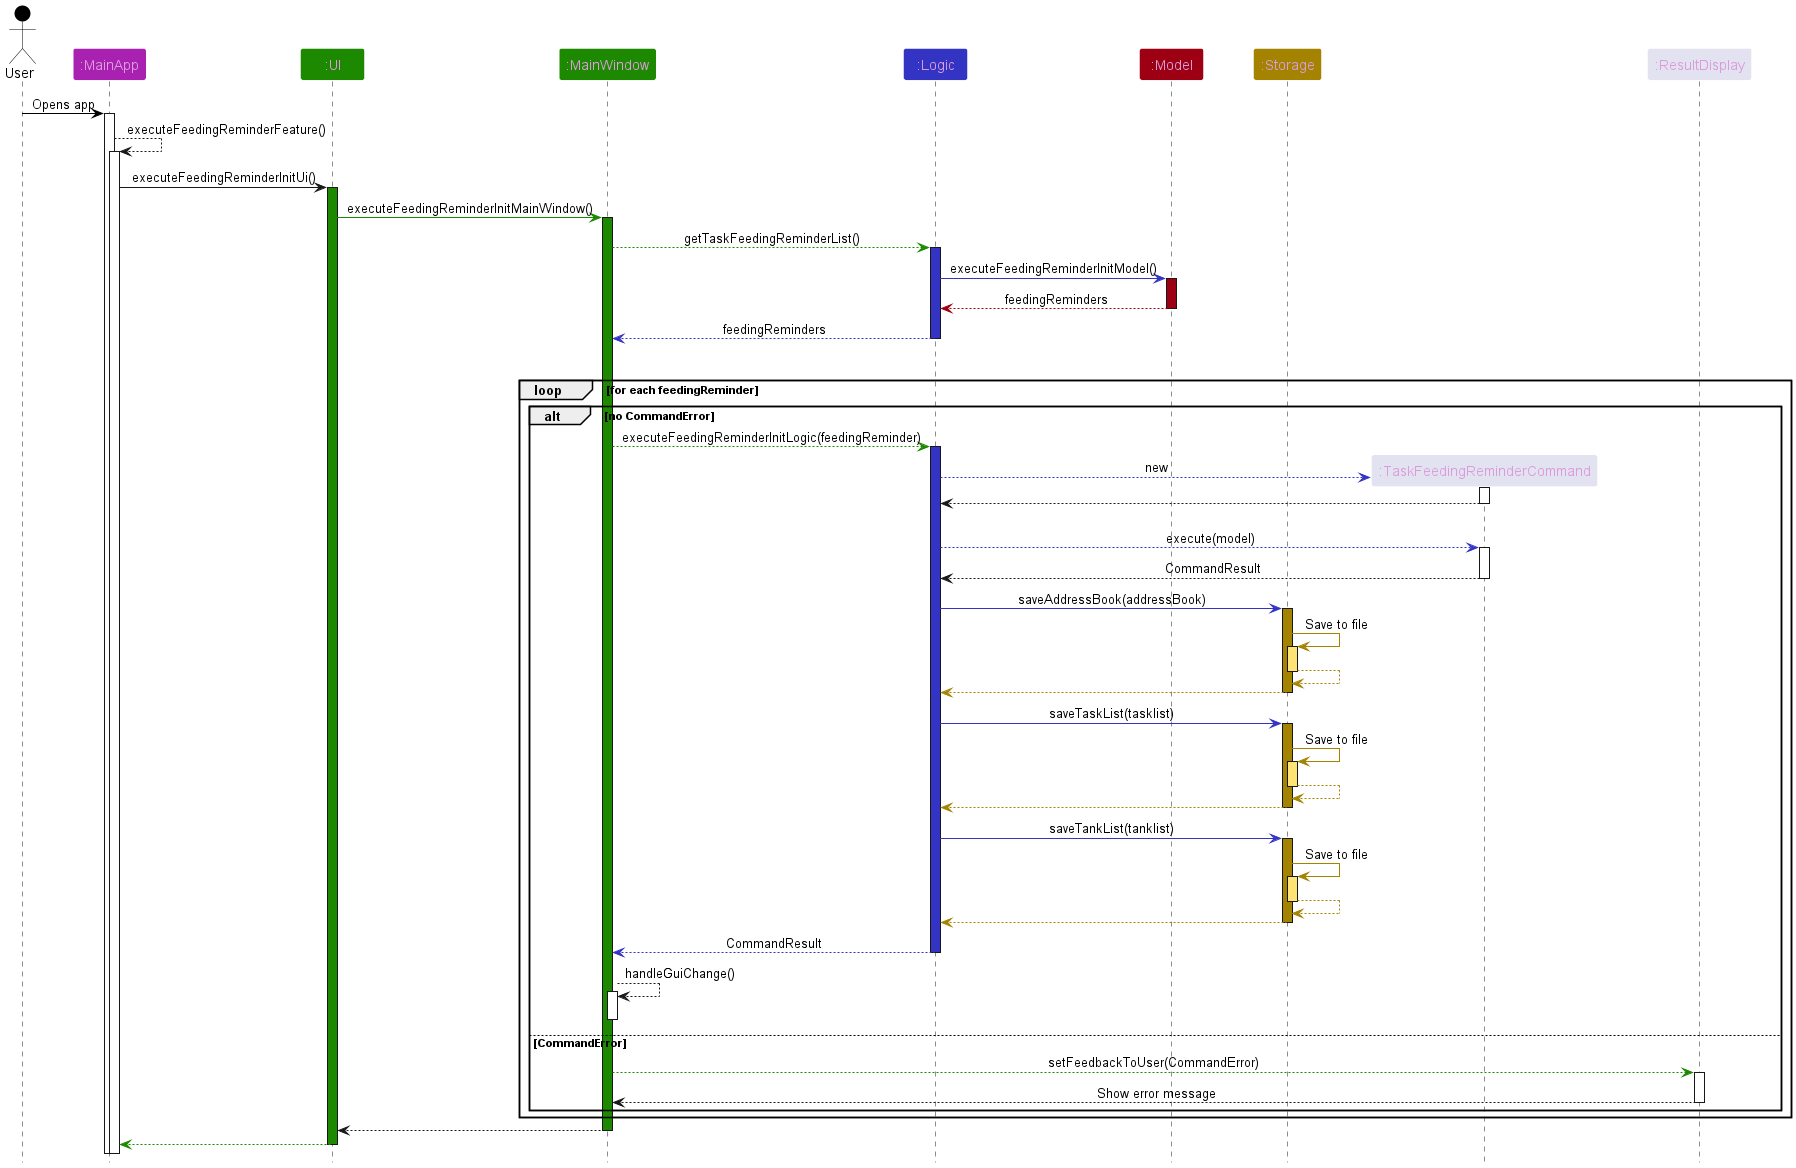 User
:MainApp
:UI
:MainWindow
:Logic
:Model
:Storage
:ResultDisplay
Opens app
executeFeedingReminderFeature()
executeFeedingReminderInitUi()
executeFeedingReminderInitMainWindow()
getTaskFeedingReminderList()
executeFeedingReminderInitModel()
feedingReminders
feedingReminders
loop [for each feedingReminder]
alt [no CommandError]
executeFeedingReminderInitLogic(feedingReminder)
new
:TaskFeedingReminderCommand
execute(model)
CommandResult
saveAddressBook(addressBook)
Save to file
saveTaskList(tasklist)
Save to file
saveTankList(tanklist)
Save to file
CommandResult
handleGuiChange()
[CommandError]
setFeedbackToUser(CommandError)
Show error message